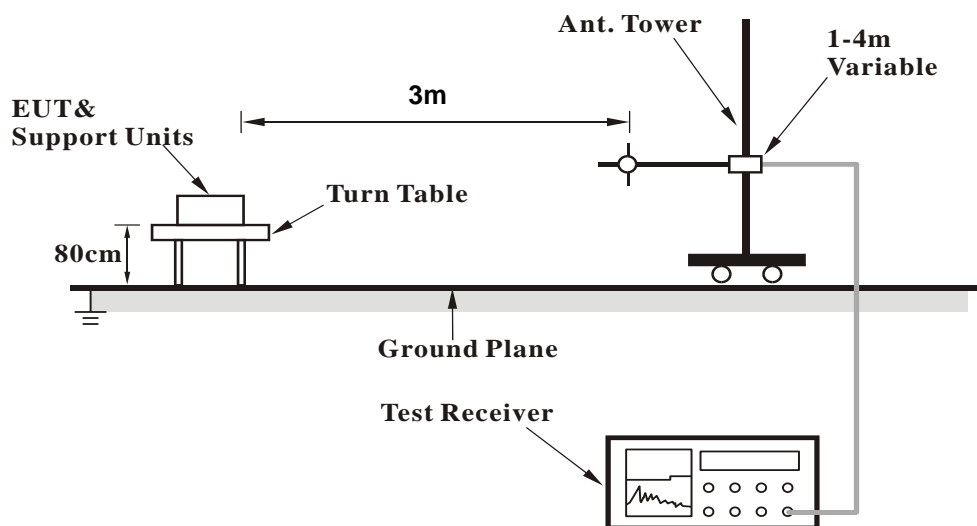 Ant. Tower
1-4m
Variable
3m
EUT&
Support Units
Turn Table
80cm
Ground Plane
Test Receiver